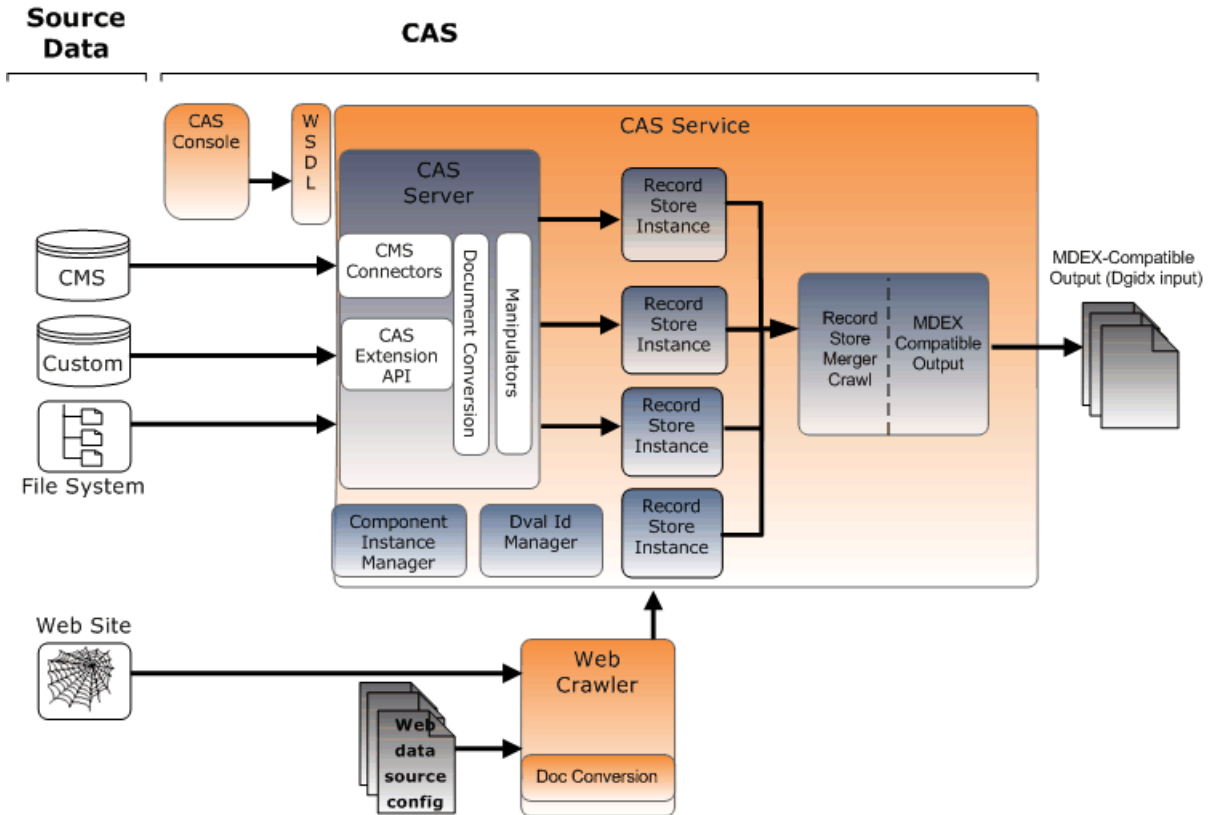 Source
Data
CAS
CAS
Console
W
S
D
L
CAS Service
CAS
Server
CMS
Connectors
CAS
Extension
API
Document Conversion
Manipulators
Record
Store
Instance
Record
Store
Instance
Record
Store
Instance
Record
Store
Instance
Record
Store
Merger
Crawl
MDEX
Compatible
Output
MDEX-Compatible
Output (Dgidx input)
CMS
Custom
File System
Component
Instance
Manager
Dval Id
Manager
Web Site
Web
Crawler
Doc Conversion
Web
data
source
config